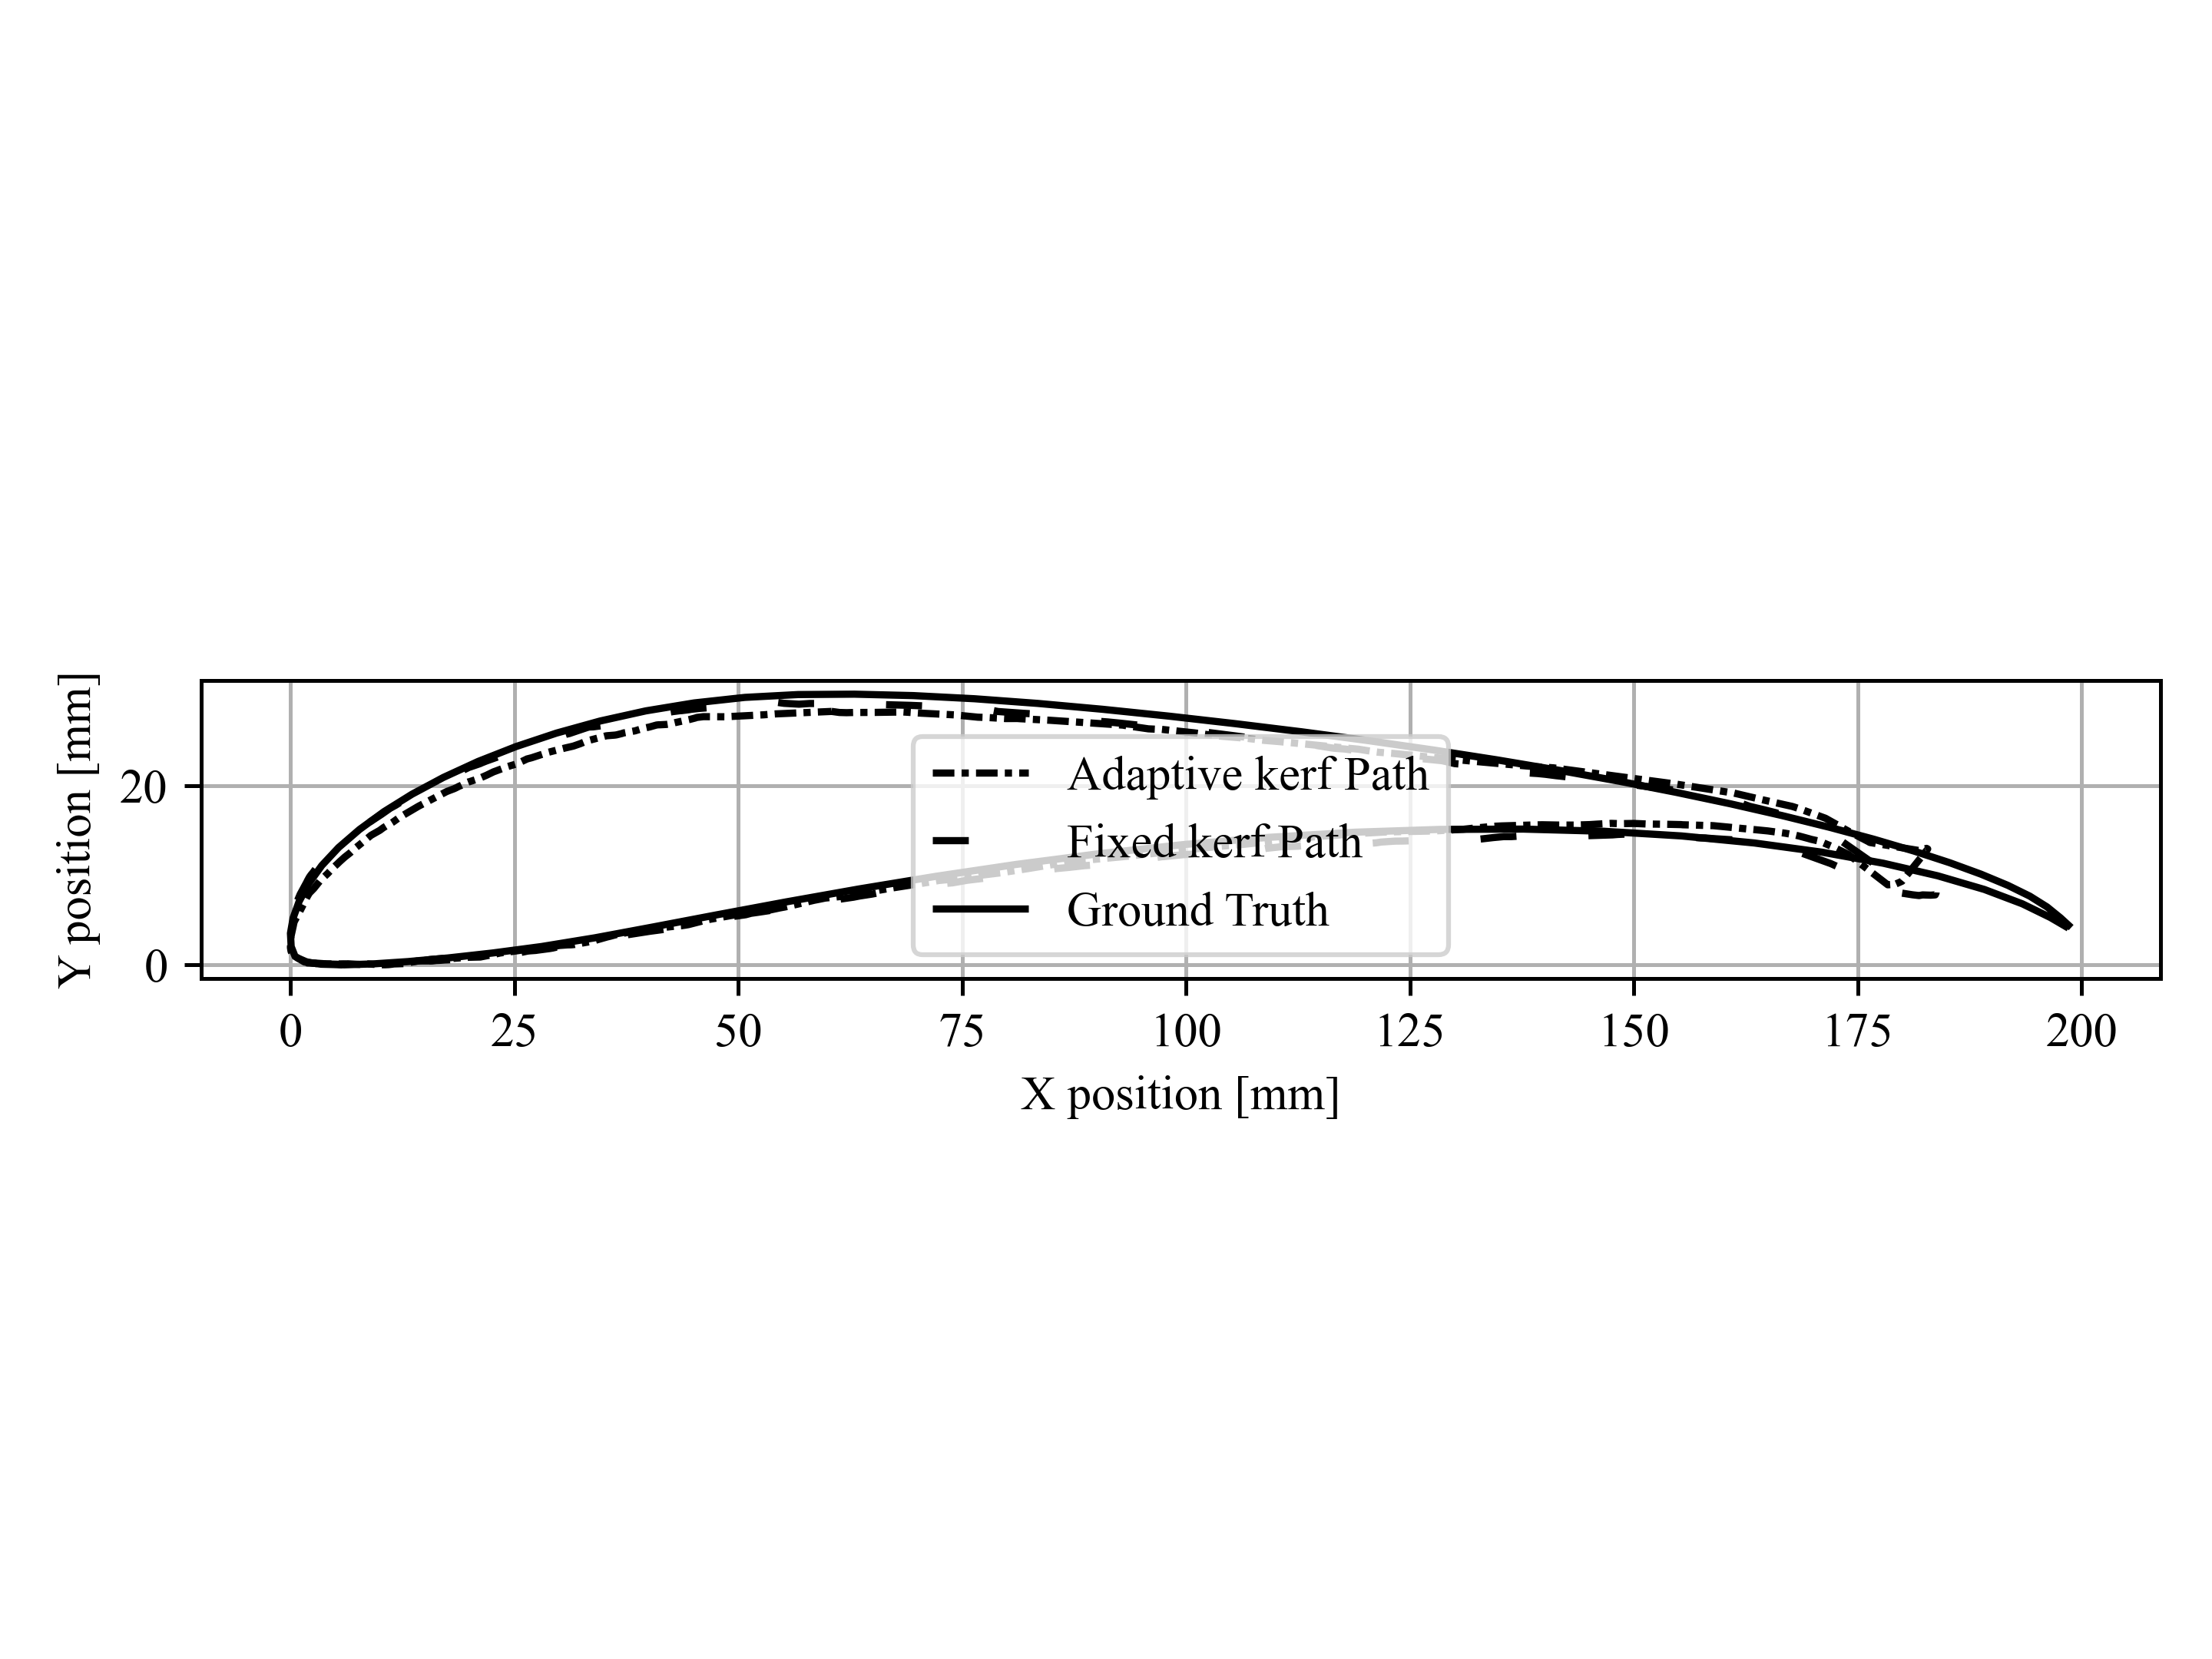 Y position [mm]
20
0
Adaptive kerf Path
Fixed kerf Path
Ground Truth
0 25 50 75 100 125 150 175 200
X position [mm]